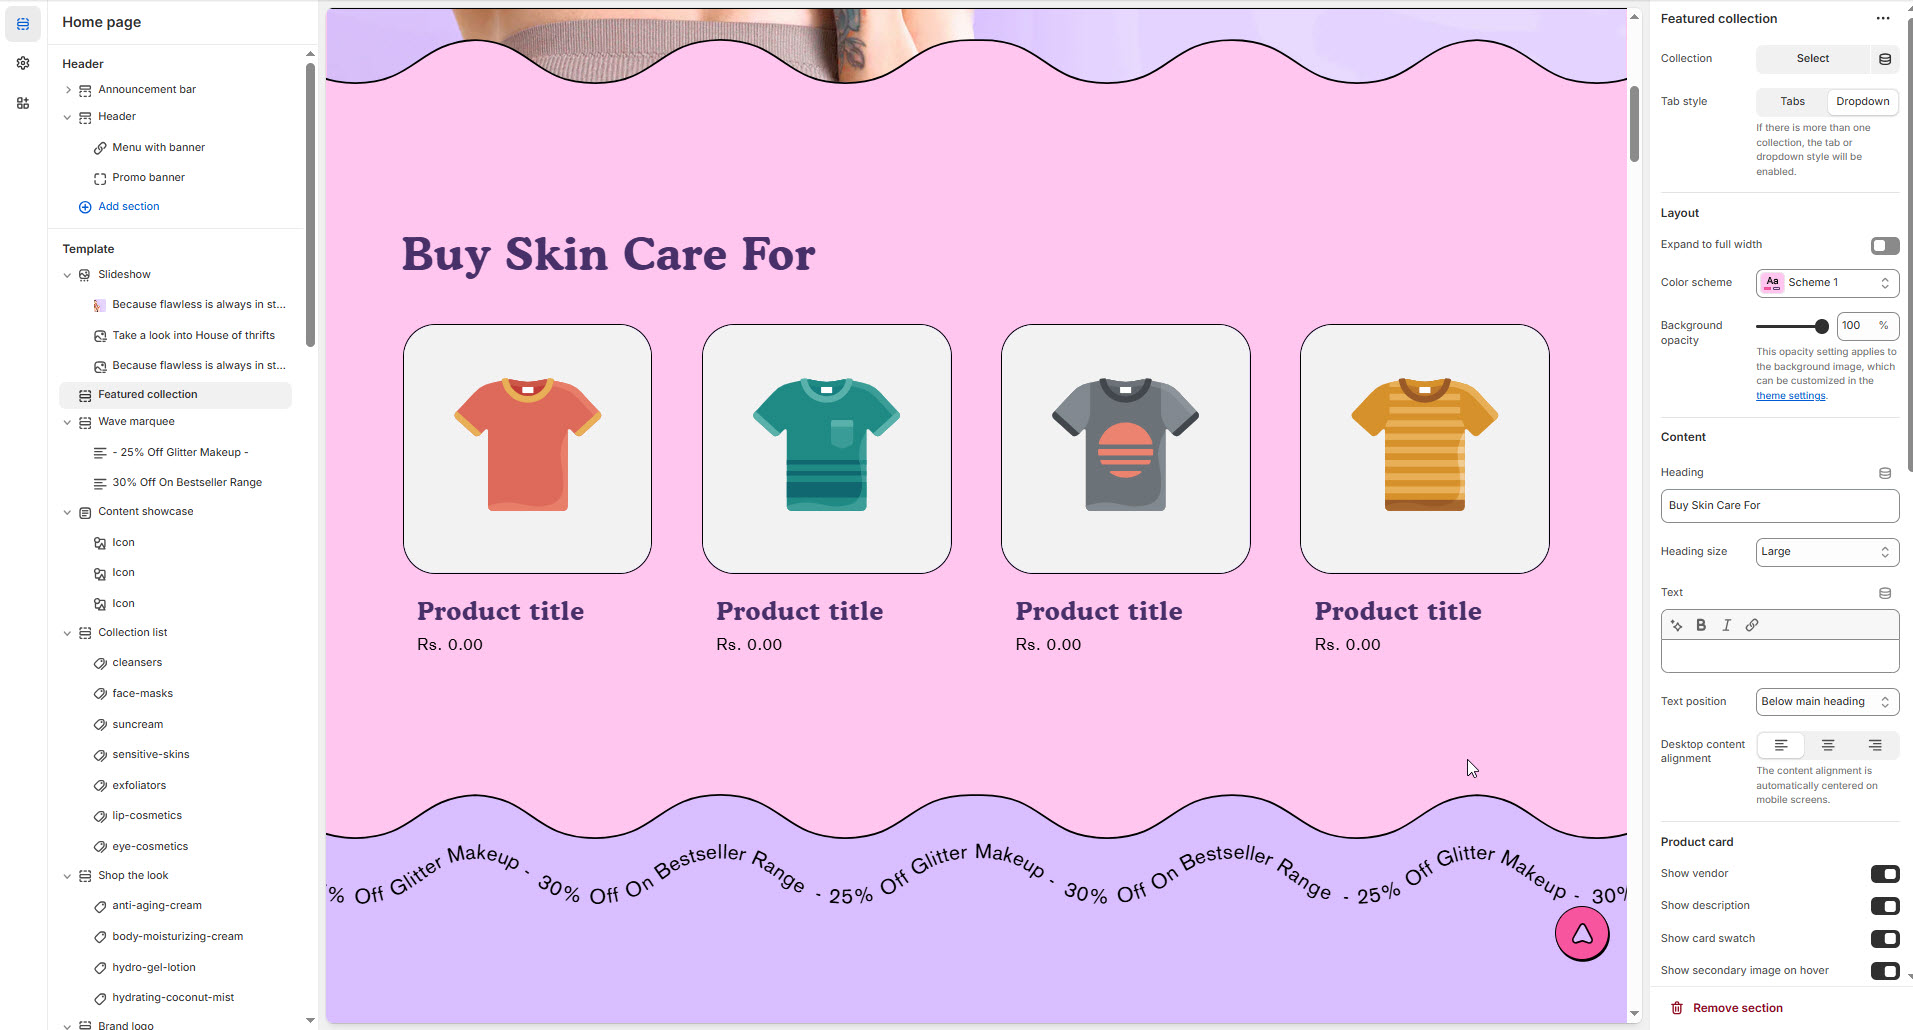 Home page
Header
Announcement bar
Header
Menu with banner
Promo banner
Add section
Template
Slideshow
Because flawless is always in st...
Take a look into House of thrifts
Because flawless is always in st...
Featured collection
Wave marquee
- 25% Off Glitter Makeup -
30% Off On Bestseller Range
Content showcase
Icon
Icon
Icon
Collection list
cleansers
face-masks
suncream
sensitive-skins
exfoliators
lip-cosmetics
eye-cosmetics
Shop the look
anti-aging-cream
body-moisturizing-cream
hydro-gel-lotion
hydrating-coconut-mist
Brand logo
Buy Skin Care For
Product title
Rs. 0.00
Product title
Rs. 0.00
Product title
Rs. 0.00
Product title
Rs. 0.00
% Off Glitter Makeup - 30% Off On Bestseller Range - 25% Off Glitter Makeup - 30% Off On Bestseller Range - 25% Off Glitter Makeup - 30%
Featured collection
Collection
Select
Tab style
Tabs
Dropdown
If there is more than one
collection, the tab or
dropdown style will be
enabled.
Layout
Expand to full width
Color scheme
Aa
Scheme 1
Background
opacity
100 %
This opacity setting applies to
the background image, which
can be customized in the
theme settings.
Content
Heading
Buy Skin Care For
Heading size
Large
Text
B I
Text position
Below main heading
Desktop content
alignment
The content alignment is
automatically centered on
mobile screens.
Product card
Show vendor
Show description
Show card swatch
Show secondary image on hover
Remove section